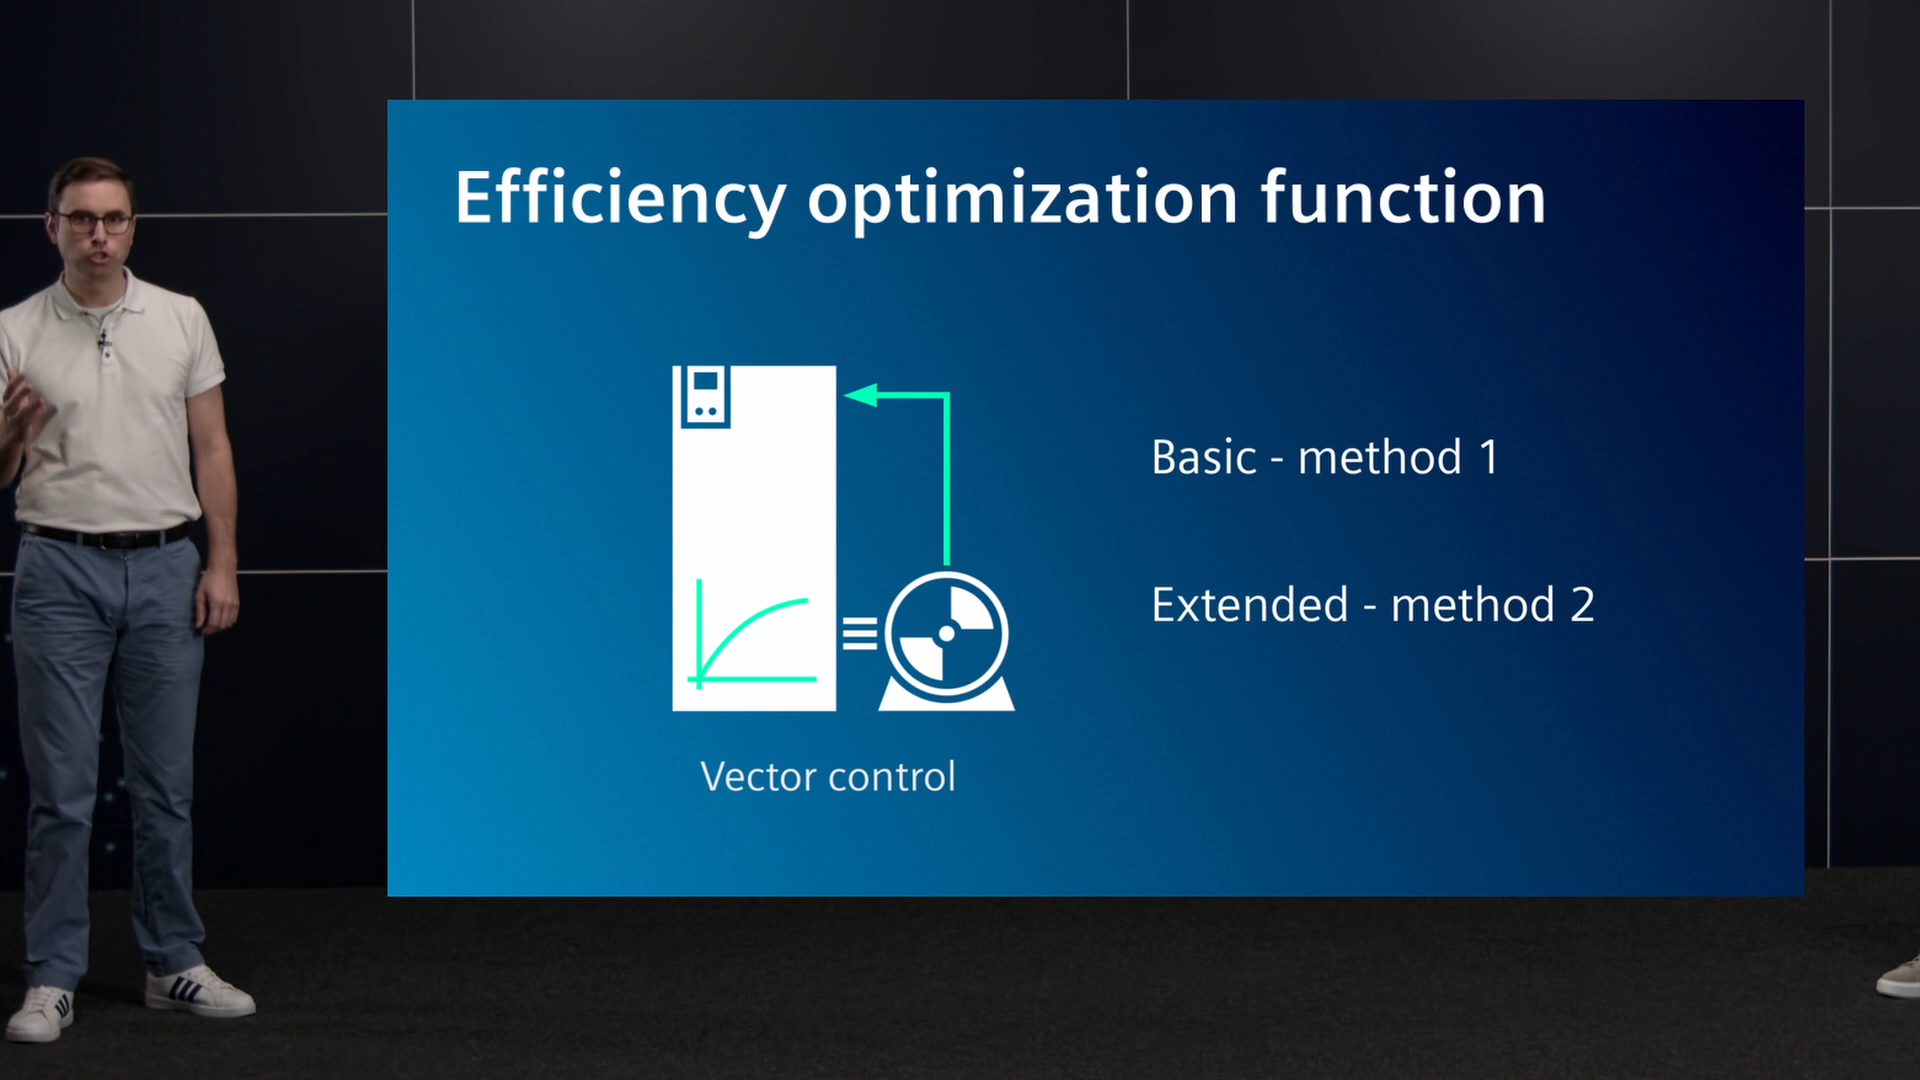 Efficiency optimization function
Basic - method 1
Extended - method 2
Vector control